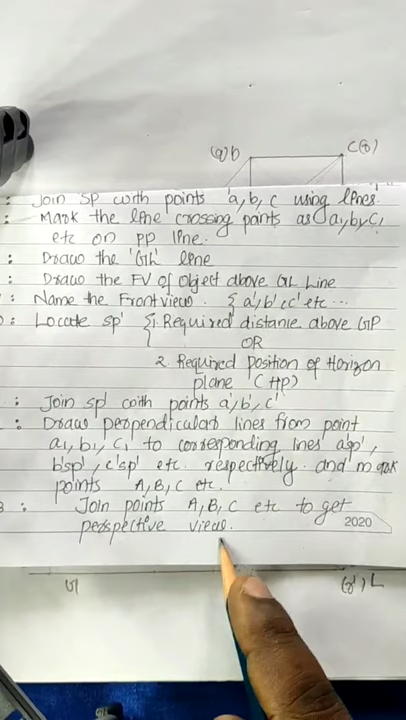 (a) b
c (d)
: Join SP with points a, b, c using lines
: Mark the line crossing points as a1, b1, c1
etc on PP line.
: Draw the 'GL' line
: Draw the FV of object above GL Line
: Name the Front view. { a', b', c' etc ...
: Locate sp' { 1. Required distance above GP
OR
2. Required position of Horizon
plane (HP)
: Join sp' with points a', b', c'
: Draw perpendicular lines from point
a1, b1, c1 to corresponding lines a'sp',
b'sp', c'sp' etc. respectively. and mark
points A, B, C etc.
: Join points A, B, C etc to get
perspective view.
2020
G
L